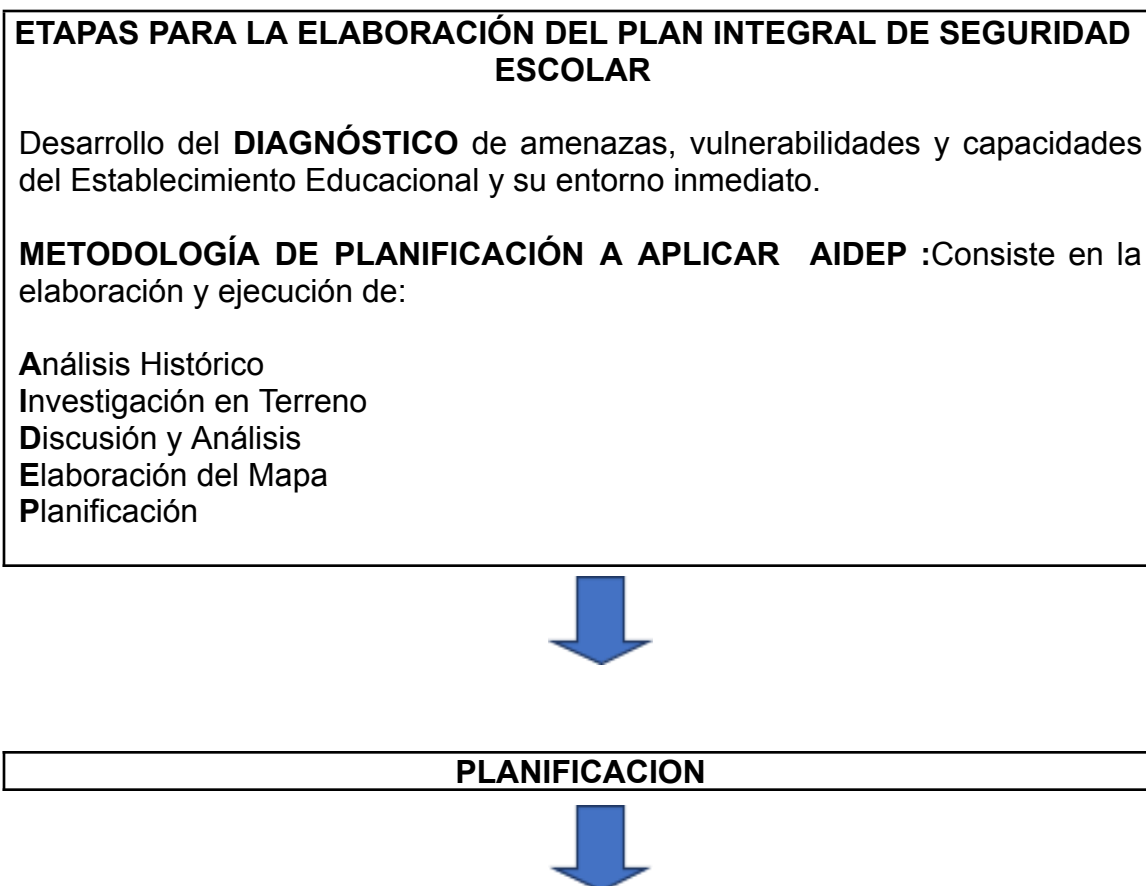 ETAPAS PARA LA ELABORACIÓN DEL PLAN INTEGRAL DE SEGURIDAD
ESCOLAR
Desarrollo del DIAGNÓSTICO de amenazas, vulnerabilidades y capacidades
del Establecimiento Educacional y su entorno inmediato.
METODOLOGÍA DE PLANIFICACIÓN A APLICAR AIDEP :Consiste en la
elaboración y ejecución de:
Análisis Histórico
Investigación en Terreno
Discusión y Análisis
Elaboración del Mapa
Planificación
PLANIFICACION